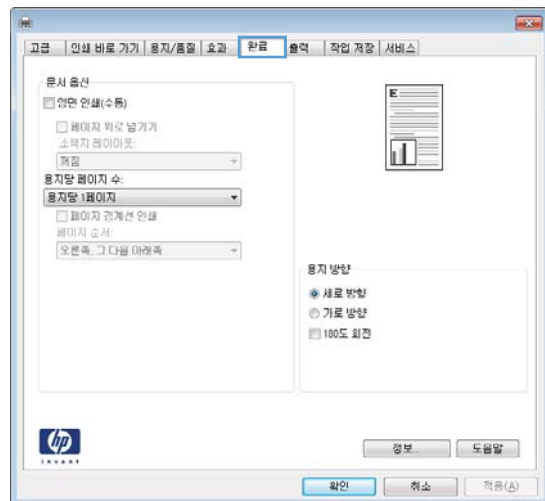 고급 인쇄 바로 가기 용지/품질 효과 완료 출력 작업 저장 서비스
문서 옵션
양면 인쇄(수동)
페이지 위로 넘기기
소책자 레이아웃:
꺼짐
용지당 페이지 수:
용지당 1페이지
페이지 경계선 인쇄
페이지 순서:
오른쪽, 그 다음 아래쪽
E
용지 방향
세로 방향
가로 방향
180도 회전
hp
invent
정보...
도움말
확인 취소 적용(A)